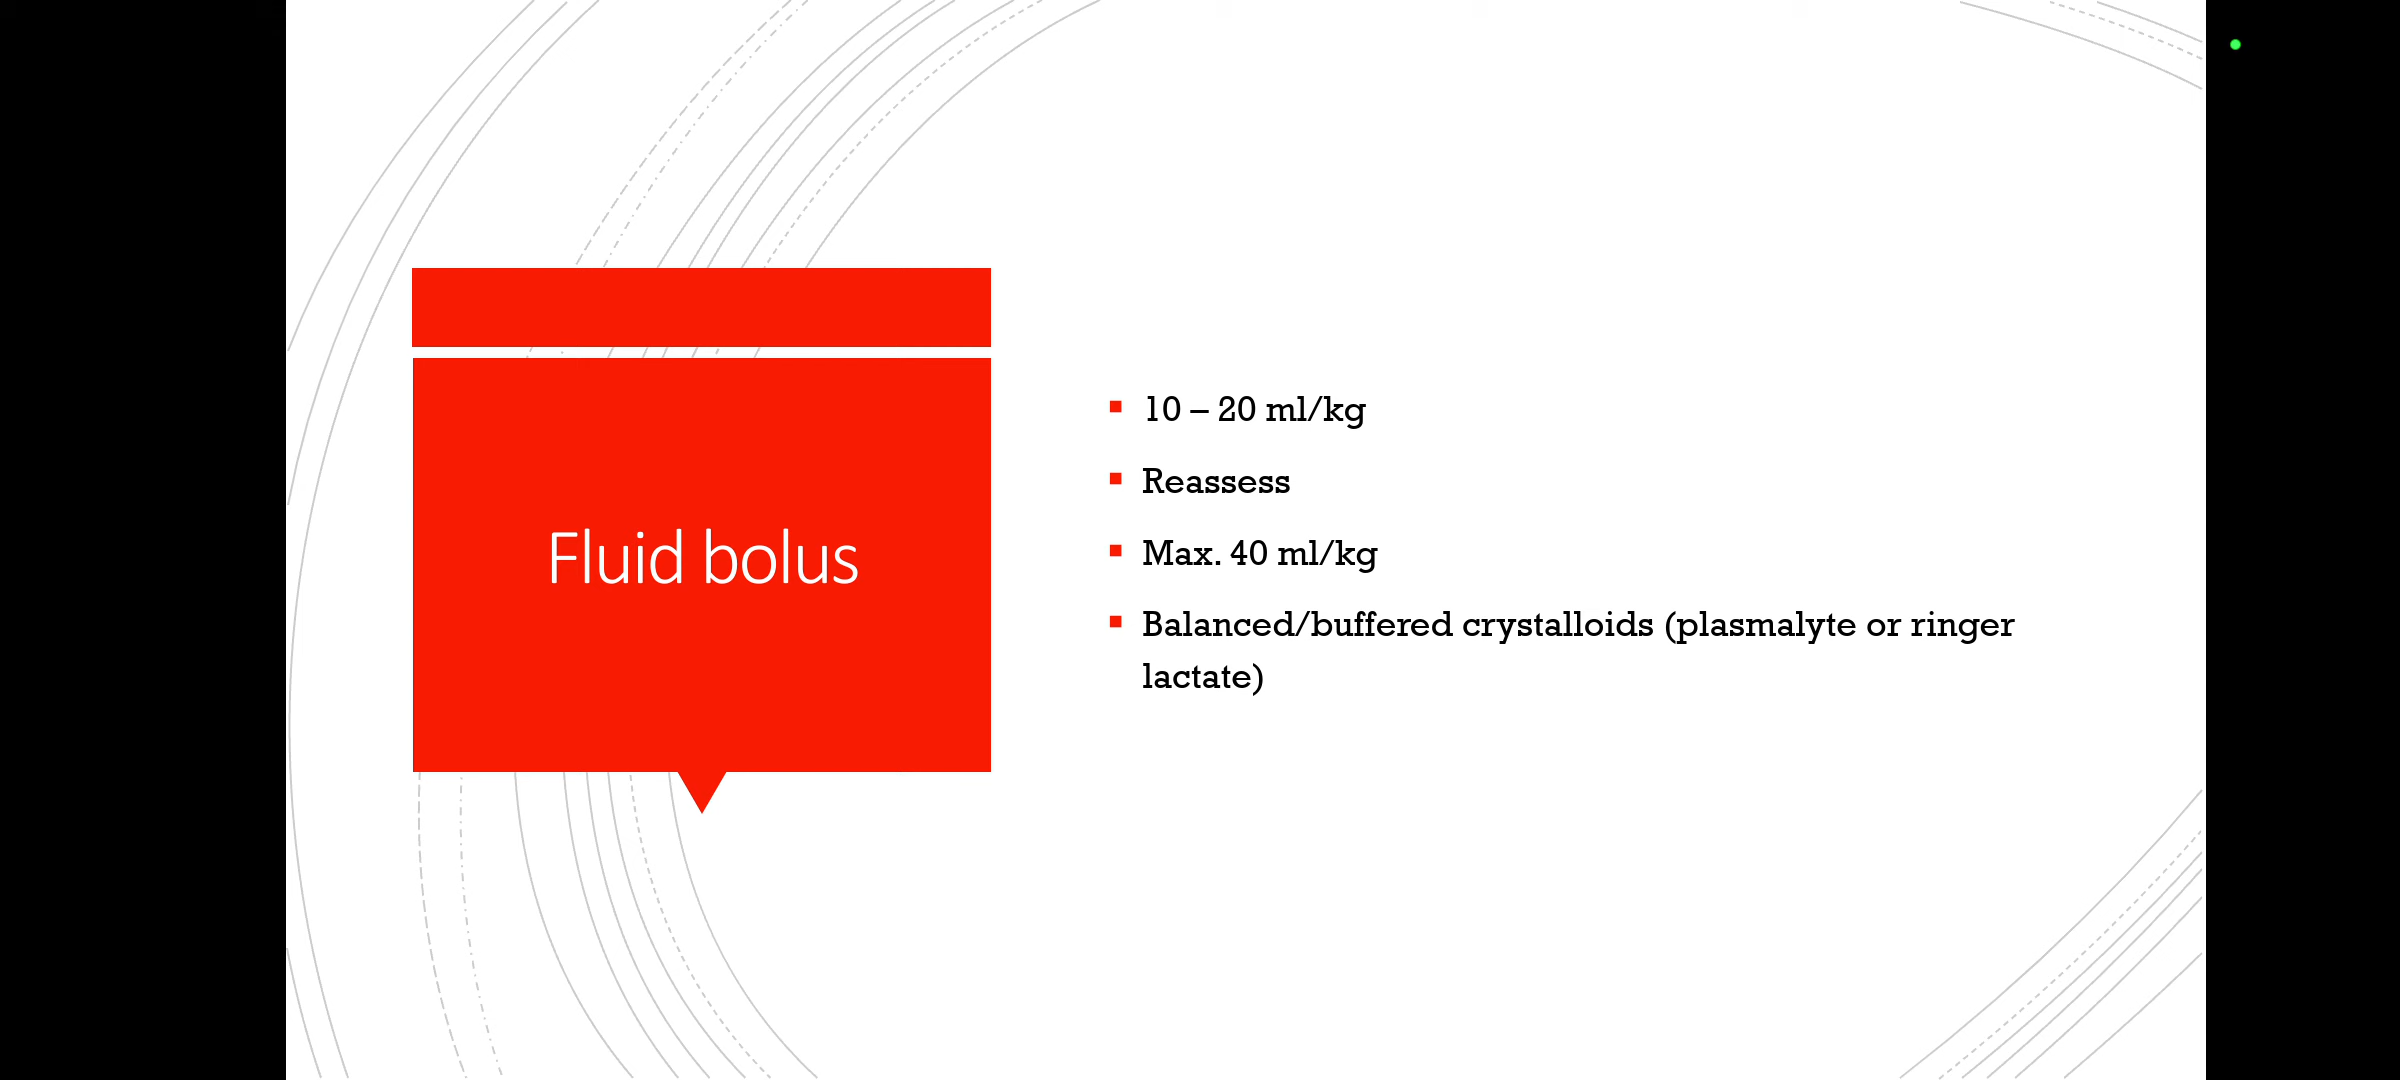 Fluid bolus
10 – 20 ml/kg
Reassess
Max. 40 ml/kg
Balanced/buffered crystalloids (plasmalyte or ringer
lactate)